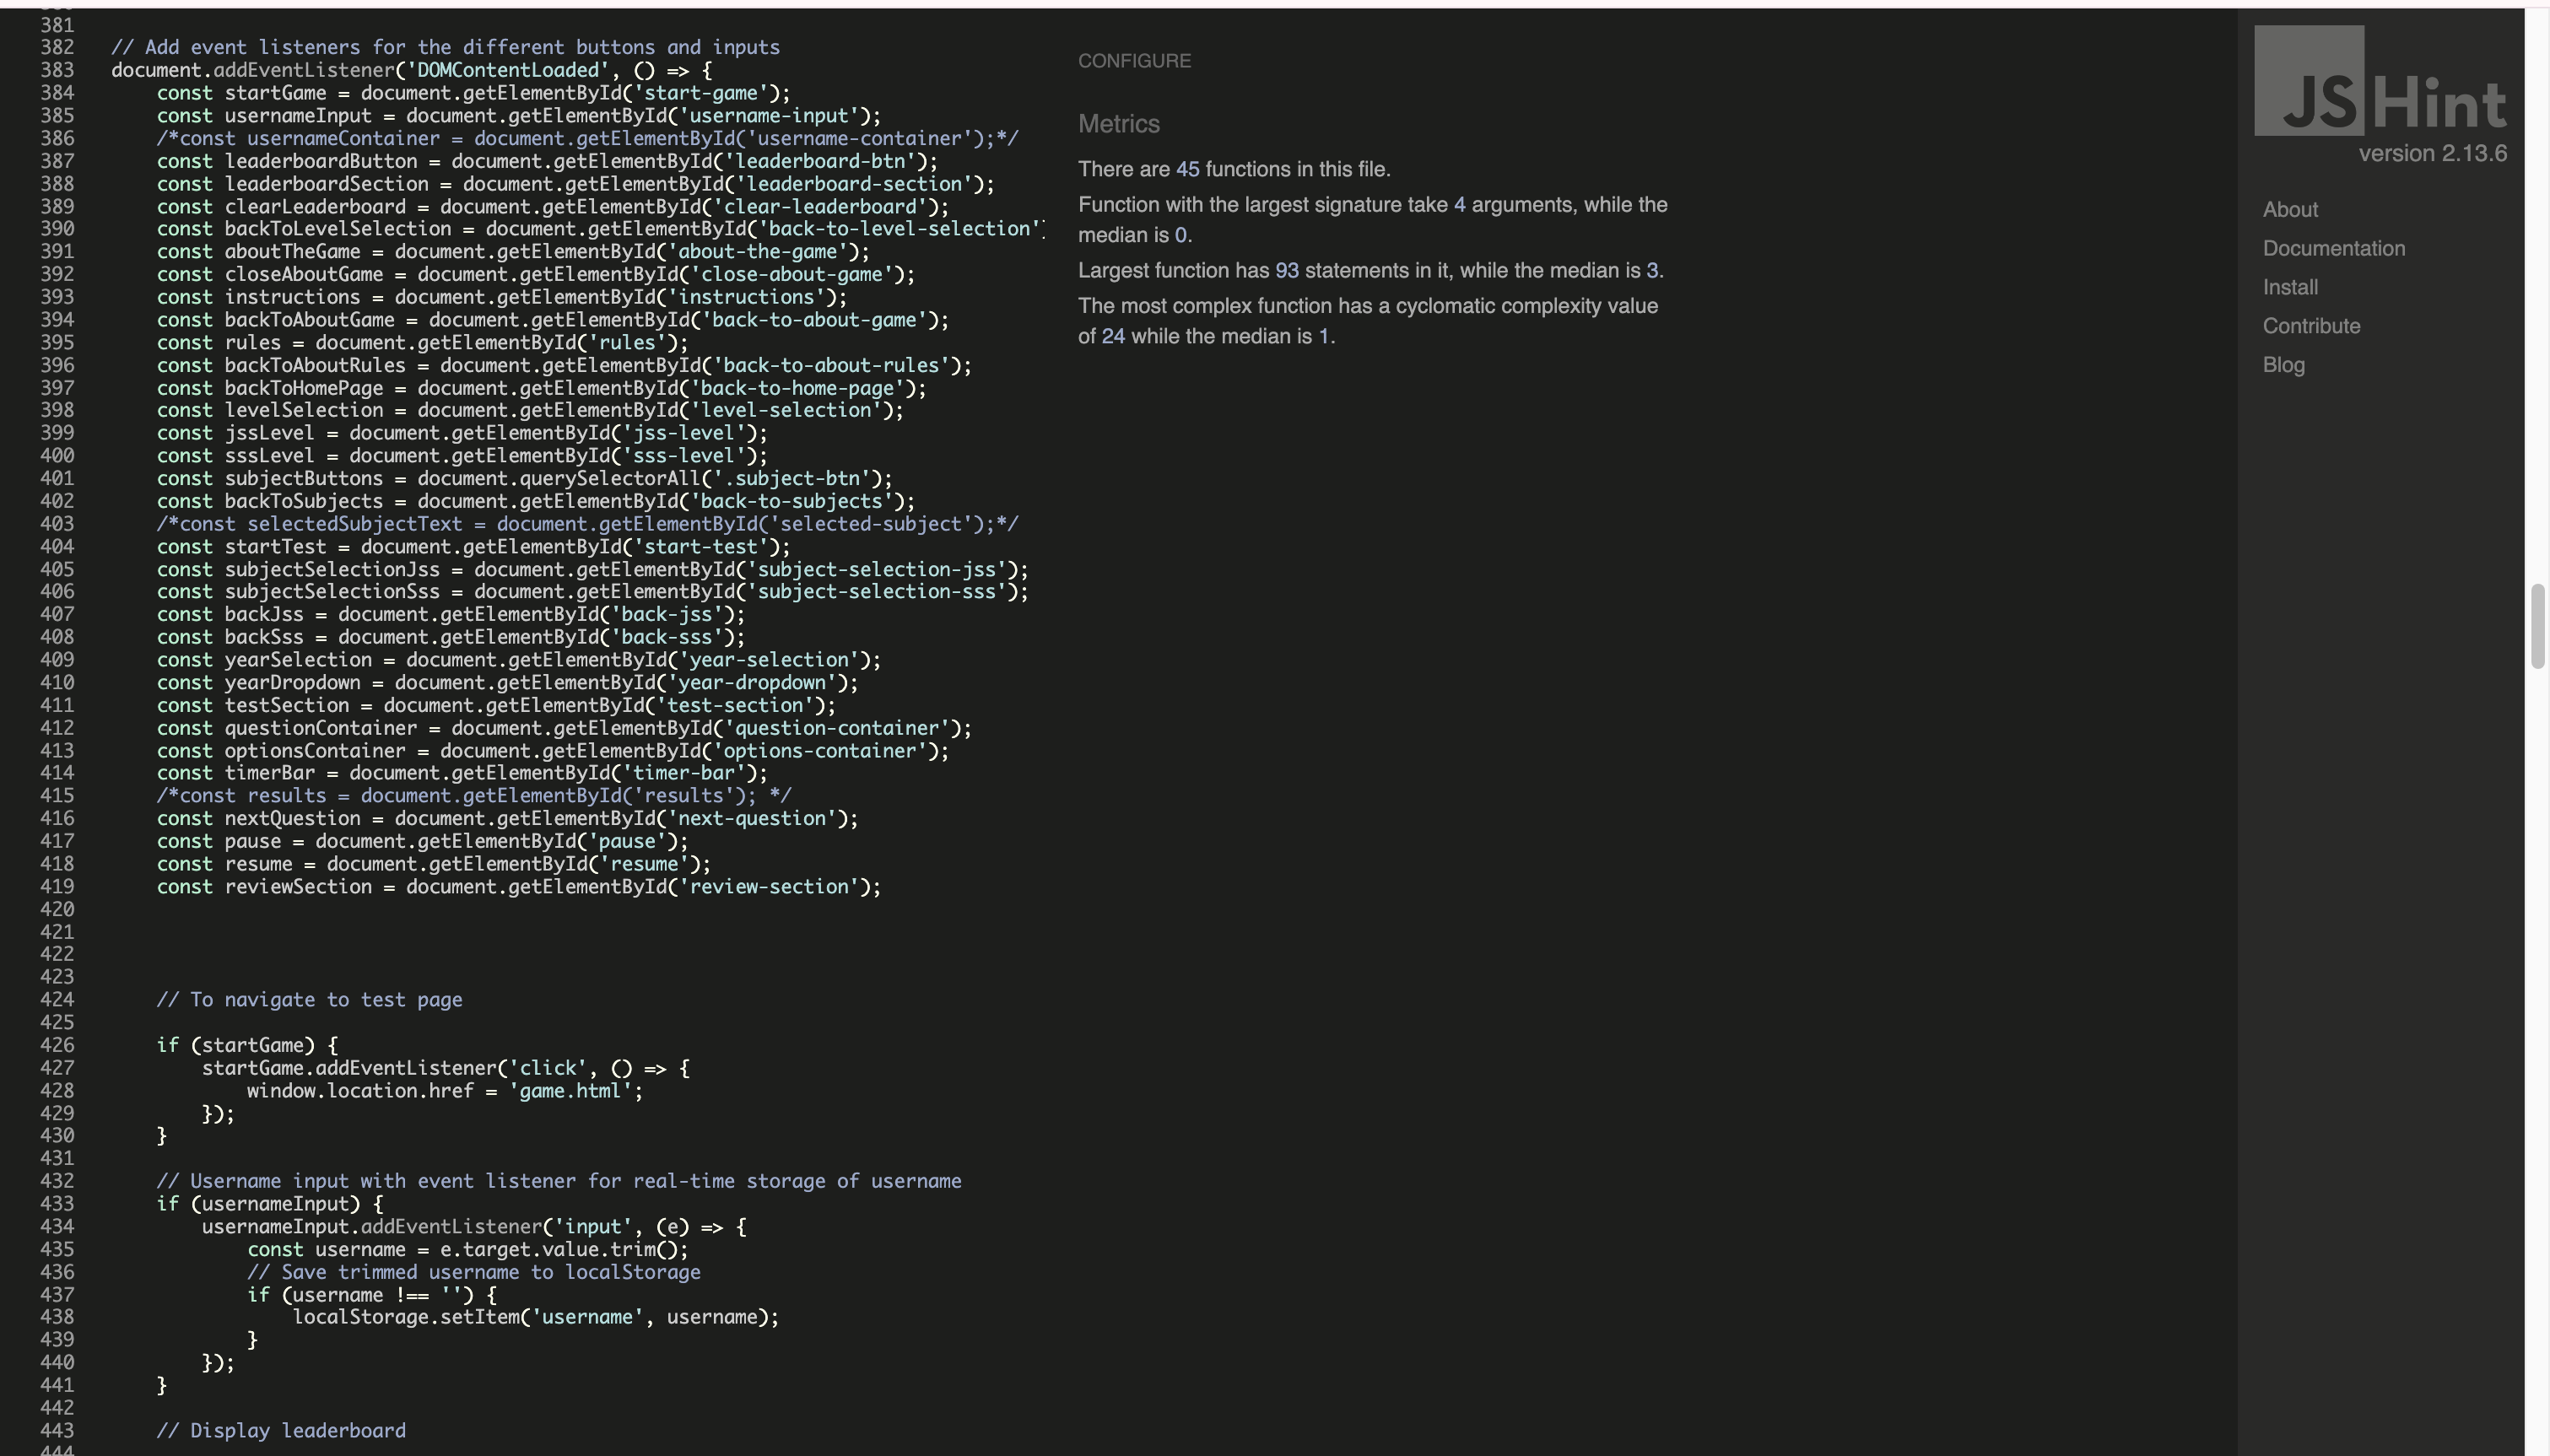 381
382 // Add event listeners for the different buttons and inputs
383 document.addEventListener('DOMContentLoaded', () => {
384     const startGame = document.getElementById('start-game');
385     const usernameInput = document.getElementById('username-input');
386     /*const usernameContainer = document.getElementById('username-container');*/
387     const leaderboardButton = document.getElementById('leaderboard-btn');
388     const leaderboardSection = document.getElementById('leaderboard-section');
389     const clearLeaderboard = document.getElementById('clear-leaderboard');
390     const backToLevelSelection = document.getElementById('back-to-level-selection'
391     const aboutTheGame = document.getElementById('about-the-game');
392     const closeAboutGame = document.getElementById('close-about-game');
393     const instructions = document.getElementById('instructions');
394     const backToAboutGame = document.getElementById('back-to-about-game');
395     const rules = document.getElementById('rules');
396     const backToAboutRules = document.getElementById('back-to-about-rules');
397     const backToHomePage = document.getElementById('back-to-home-page');
398     const levelSelection = document.getElementById('level-selection');
399     const jssLevel = document.getElementById('jss-level');
400     const sssLevel = document.getElementById('sss-level');
401     const subjectButtons = document.querySelectorAll('.subject-btn');
402     const backToSubjects = document.getElementById('back-to-subjects');
403     /*const selectedSubjectText = document.getElementById('selected-subject');*/
404     const startTest = document.getElementById('start-test');
405     const subjectSelectionJss = document.getElementById('subject-selection-jss');
406     const subjectSelectionSss = document.getElementById('subject-selection-sss');
407     const backJss = document.getElementById('back-jss');
408     const backSss = document.getElementById('back-sss');
409     const yearSelection = document.getElementById('year-selection');
410     const yearDropdown = document.getElementById('year-dropdown');
411     const testSection = document.getElementById('test-section');
412     const questionContainer = document.getElementById('question-container');
413     const optionsContainer = document.getElementById('options-container');
414     const timerBar = document.getElementById('timer-bar');
415     /*const results = document.getElementById('results'); */
416     const nextQuestion = document.getElementById('next-question');
417     const pause = document.getElementById('pause');
418     const resume = document.getElementById('resume');
419     const reviewSection = document.getElementById('review-section');
420
421
422
423
424     // To navigate to test page
425
426     if (startGame) {
427         startGame.addEventListener('click', () => {
428             window.location.href = 'game.html';
429         });
430     }
431
432     // Username input with event listener for real-time storage of username
433     if (usernameInput) {
434         usernameInput.addEventListener('input', (e) => {
435             const username = e.target.value.trim();
436             // Save trimmed username to localStorage
437             if (username !== '') {
438                 localStorage.setItem('username', username);
439             }
440         });
441     }
442
443     // Display leaderboard
444
CONFIGURE
Metrics
There are 45 functions in this file.
Function with the largest signature take 4 arguments, while the
median is 0.
Largest function has 93 statements in it, while the median is 3.
The most complex function has a cyclomatic complexity value
of 24 while the median is 1.
JSHint
version 2.13.6
About
Documentation
Install
Contribute
Blog